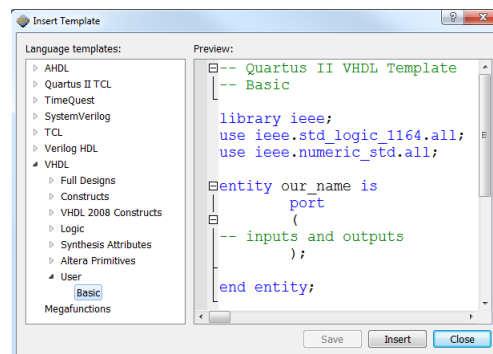 Insert Template
Language templates:
AHDL
Quartus II TCL
TimeQuest
SystemVerilog
TCL
Verilog HDL
VHDL
Full Designs
Constructs
VHDL 2008 Constructs
Logic
Synthesis Attributes
Altera Primitives
User
Basic
Megafunctions
Preview:
-- Quartus II VHDL Template
-- Basic
library ieee;
use ieee.std_logic_1164.all;
use ieee.numeric_std.all;
entity our_name is
port
(
-- inputs and outputs
);
end entity;
Save
Insert
Close